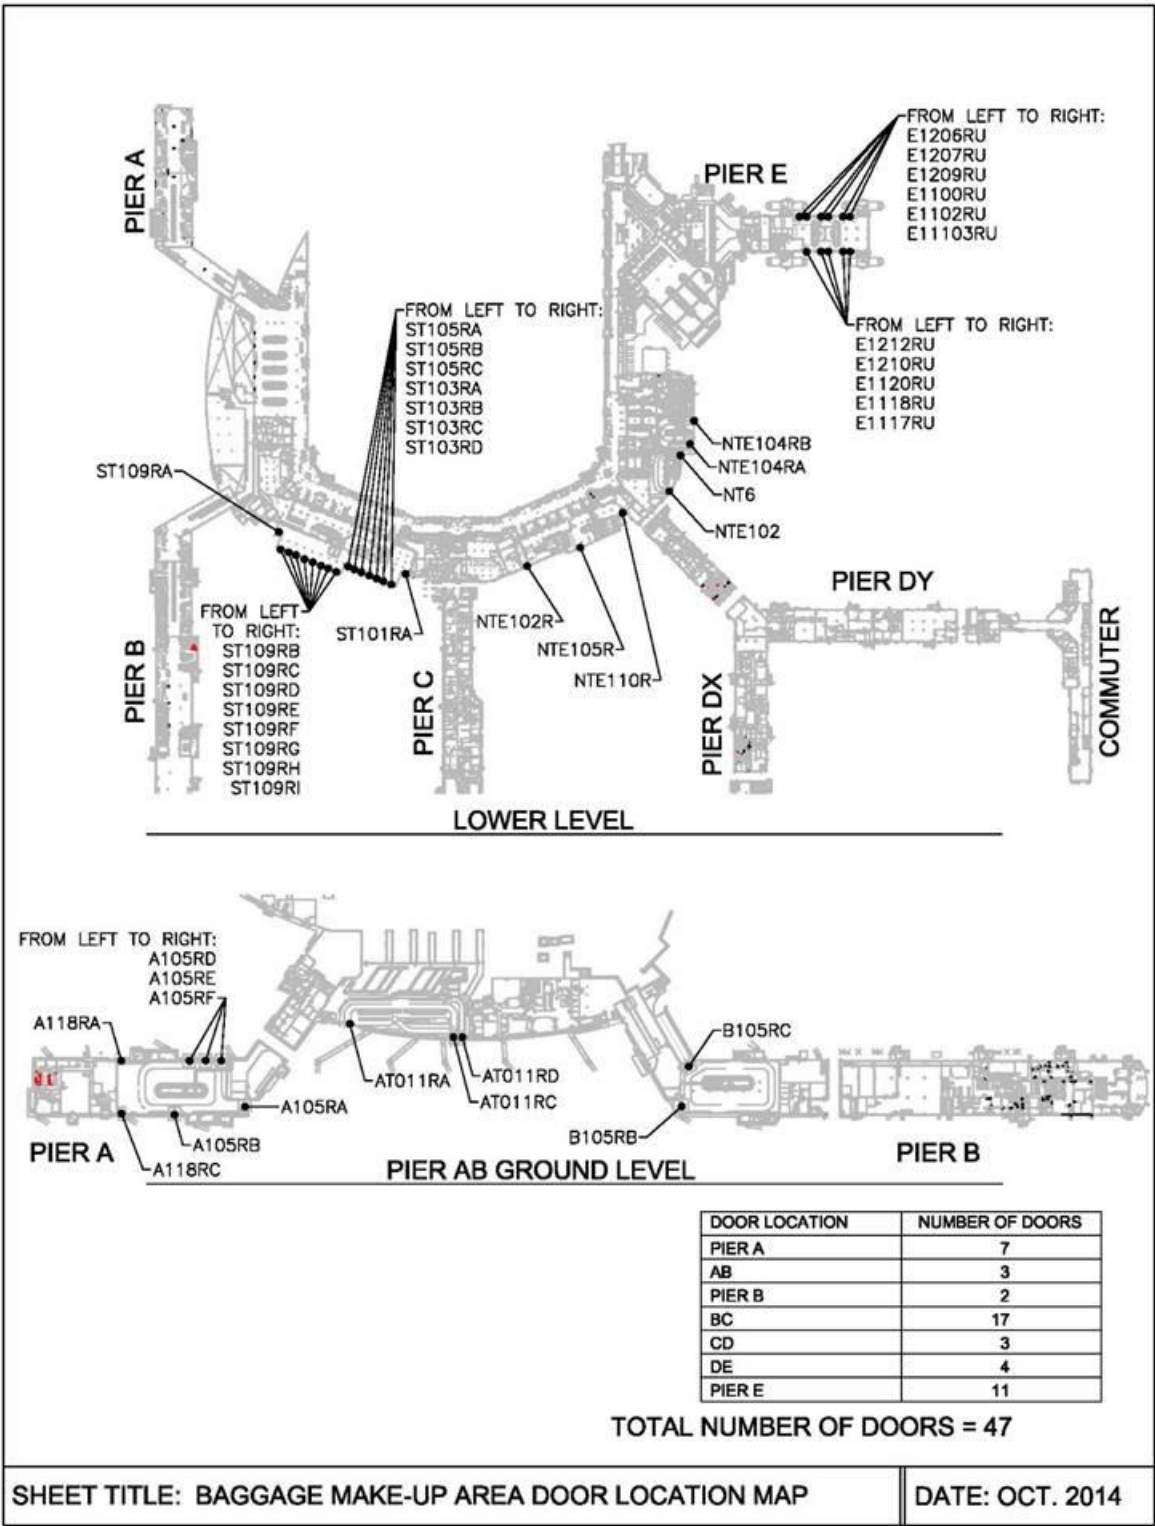 PIER A
PIER E
FROM LEFT TO RIGHT:
E1206RU
E1207RU
E1209RU
E1100RU
E1102RU
E11103RU
FROM LEFT TO RIGHT:
ST105RA
ST105RB
ST105RC
ST103RA
ST103RB
ST103RC
ST103RD
FROM LEFT TO RIGHT:
E1212RU
E1210RU
E1120RU
E1118RU
E1117RU
NTE104RB
NTE104RA
NT6
NTE102
ST109RA
FROM LEFT
TO RIGHT:
ST109RB
ST109RC
ST109RD
ST109RE
ST109RF
ST109RG
ST109RH
ST109RI
ST101RA
NTE102R
NTE105R
NTE110R
PIER B
PIER C
PIER DX
PIER DY
COMMUTER
LOWER LEVEL
FROM LEFT TO RIGHT:
A105RD
A105RE
A105RF
A118RA
AT011RA
AT011RD
AT011RC
B105RC
A105RA
A105RB
A118RC
B105RB
PIER A
PIER AB GROUND LEVEL
PIER B
DOOR LOCATION NUMBER OF DOORS
PIER A 7
AB 3
PIER B 2
BC 17
CD 3
DE 4
PIER E 11
TOTAL NUMBER OF DOORS = 47
SHEET TITLE: BAGGAGE MAKE-UP AREA DOOR LOCATION MAP
DATE: OCT. 2014